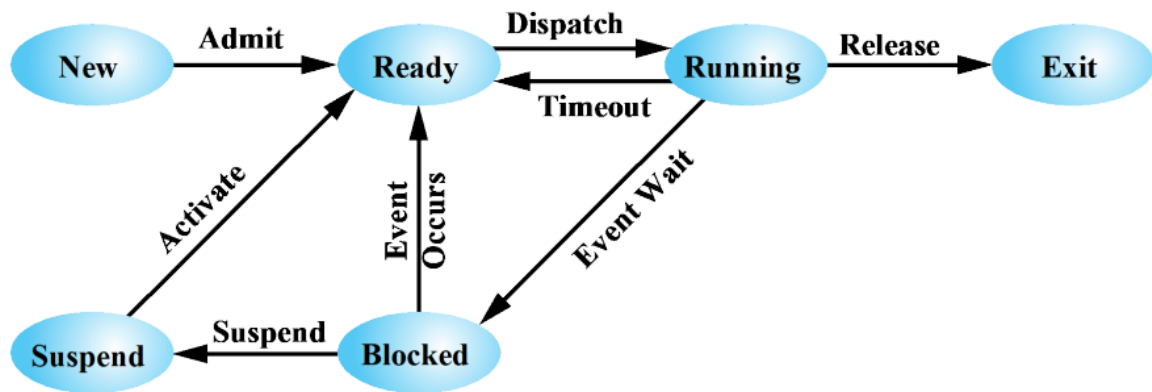 Admit
Dispatch
Release
New
Ready
Running
Exit
Timeout
Activate
Event
Occurs
Event Wait
Suspend
Suspend
Blocked